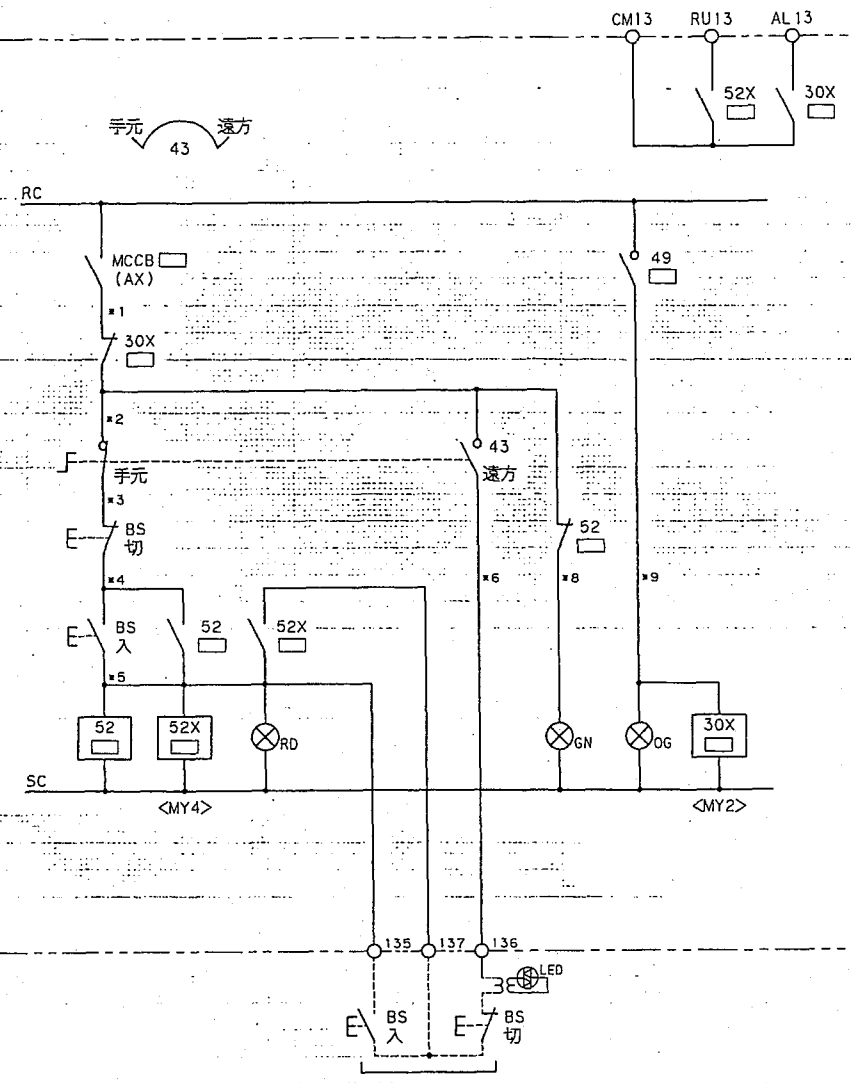 CM13 RU13 AL13
52X 30X
手元 遠方
43
RC
MCCB
(AX)
49
*1
30X
*2
43
手元 遠方
*3
BS
切
52
*4 *6 *8 *9
BS
入
52 52X
*5
52 52X RD GN OG 30X
SC
<MY4> <MY2>
135 137 136
LED
BS
入
BS
切